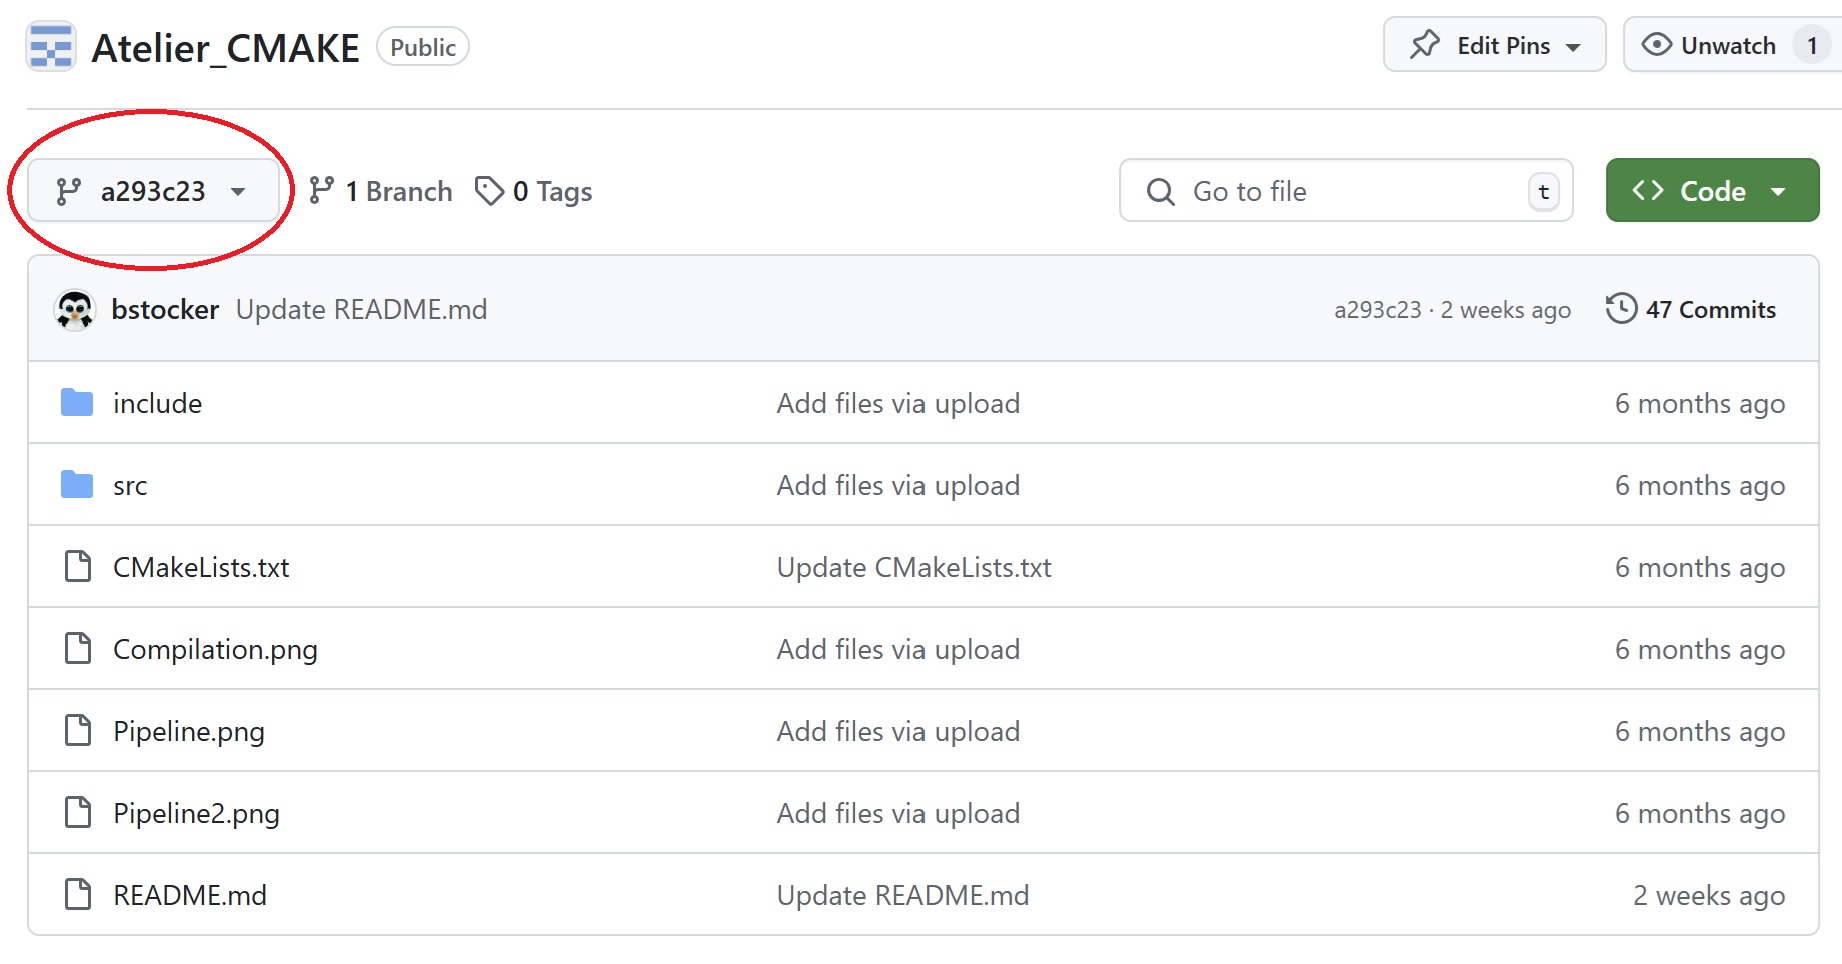 Atelier_CMAKE Public Edit Pins Unwatch 1
a293c23 1 Branch 0 Tags Go to file t Code
bstocker Update README.md a293c23 · 2 weeks ago 47 Commits
include Add files via upload 6 months ago
src Add files via upload 6 months ago
CMakeLists.txt Update CMakeLists.txt 6 months ago
Compilation.png Add files via upload 6 months ago
Pipeline.png Add files via upload 6 months ago
Pipeline2.png Add files via upload 6 months ago
README.md Update README.md 2 weeks ago